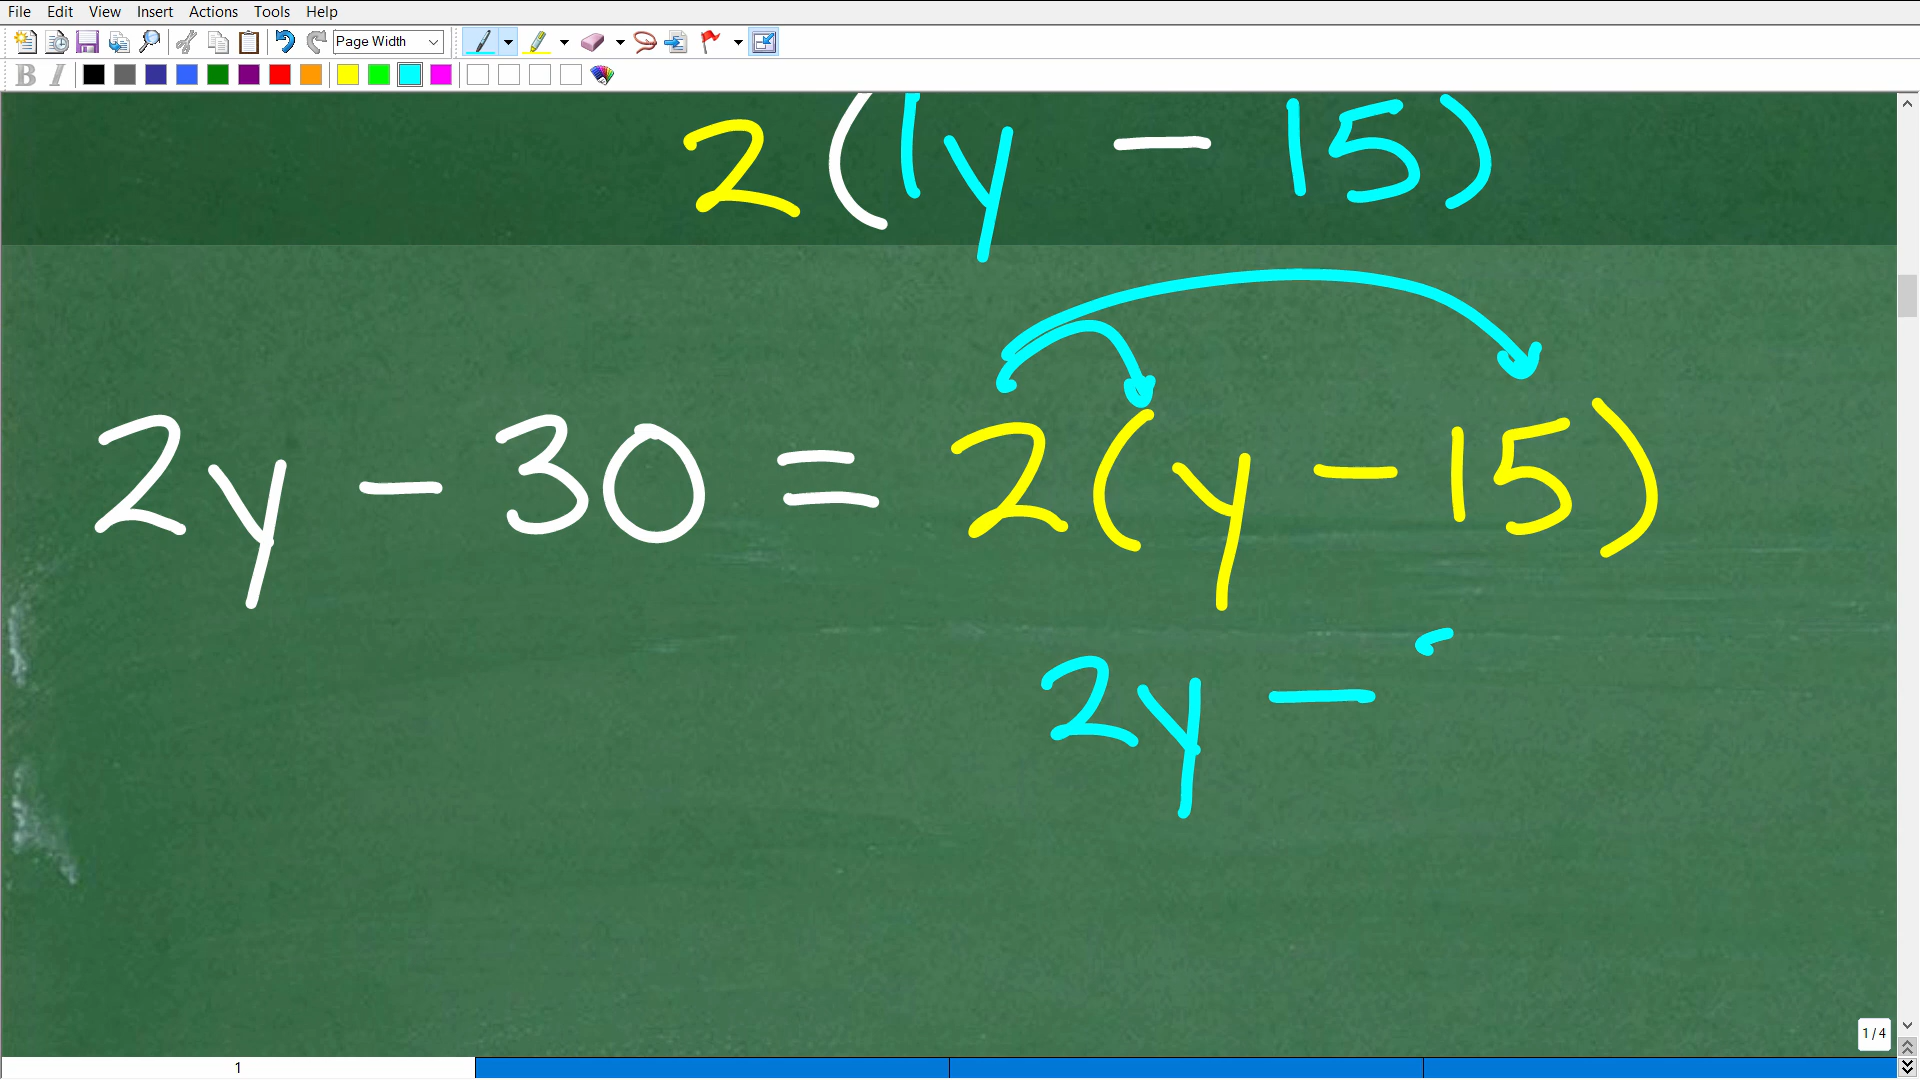 File Edit View Insert Actions Tools Help
Page Width
B I
2(1y - 15)
2y - 30 = 2(y - 15)
2y -
1 / 4
1